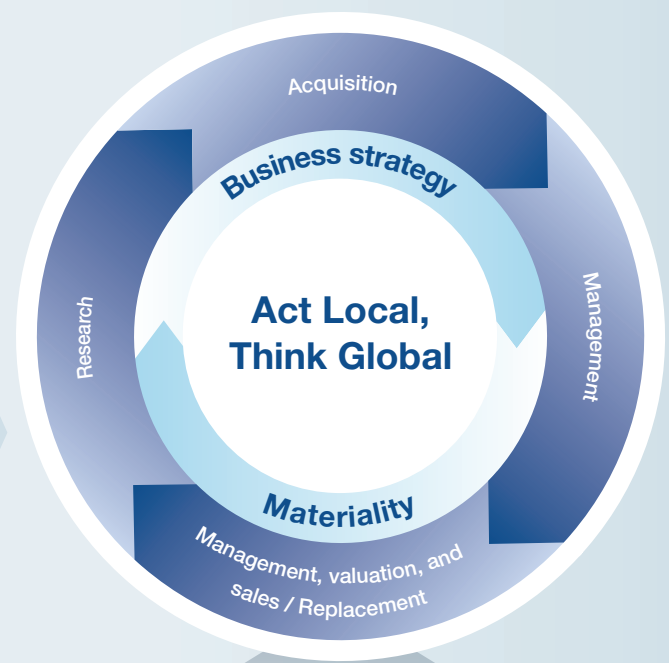 Acquisition
Business strategy
Act Local,
Think Global
Research
Management
Materiality
Management, valuation, and
sales / Replacement